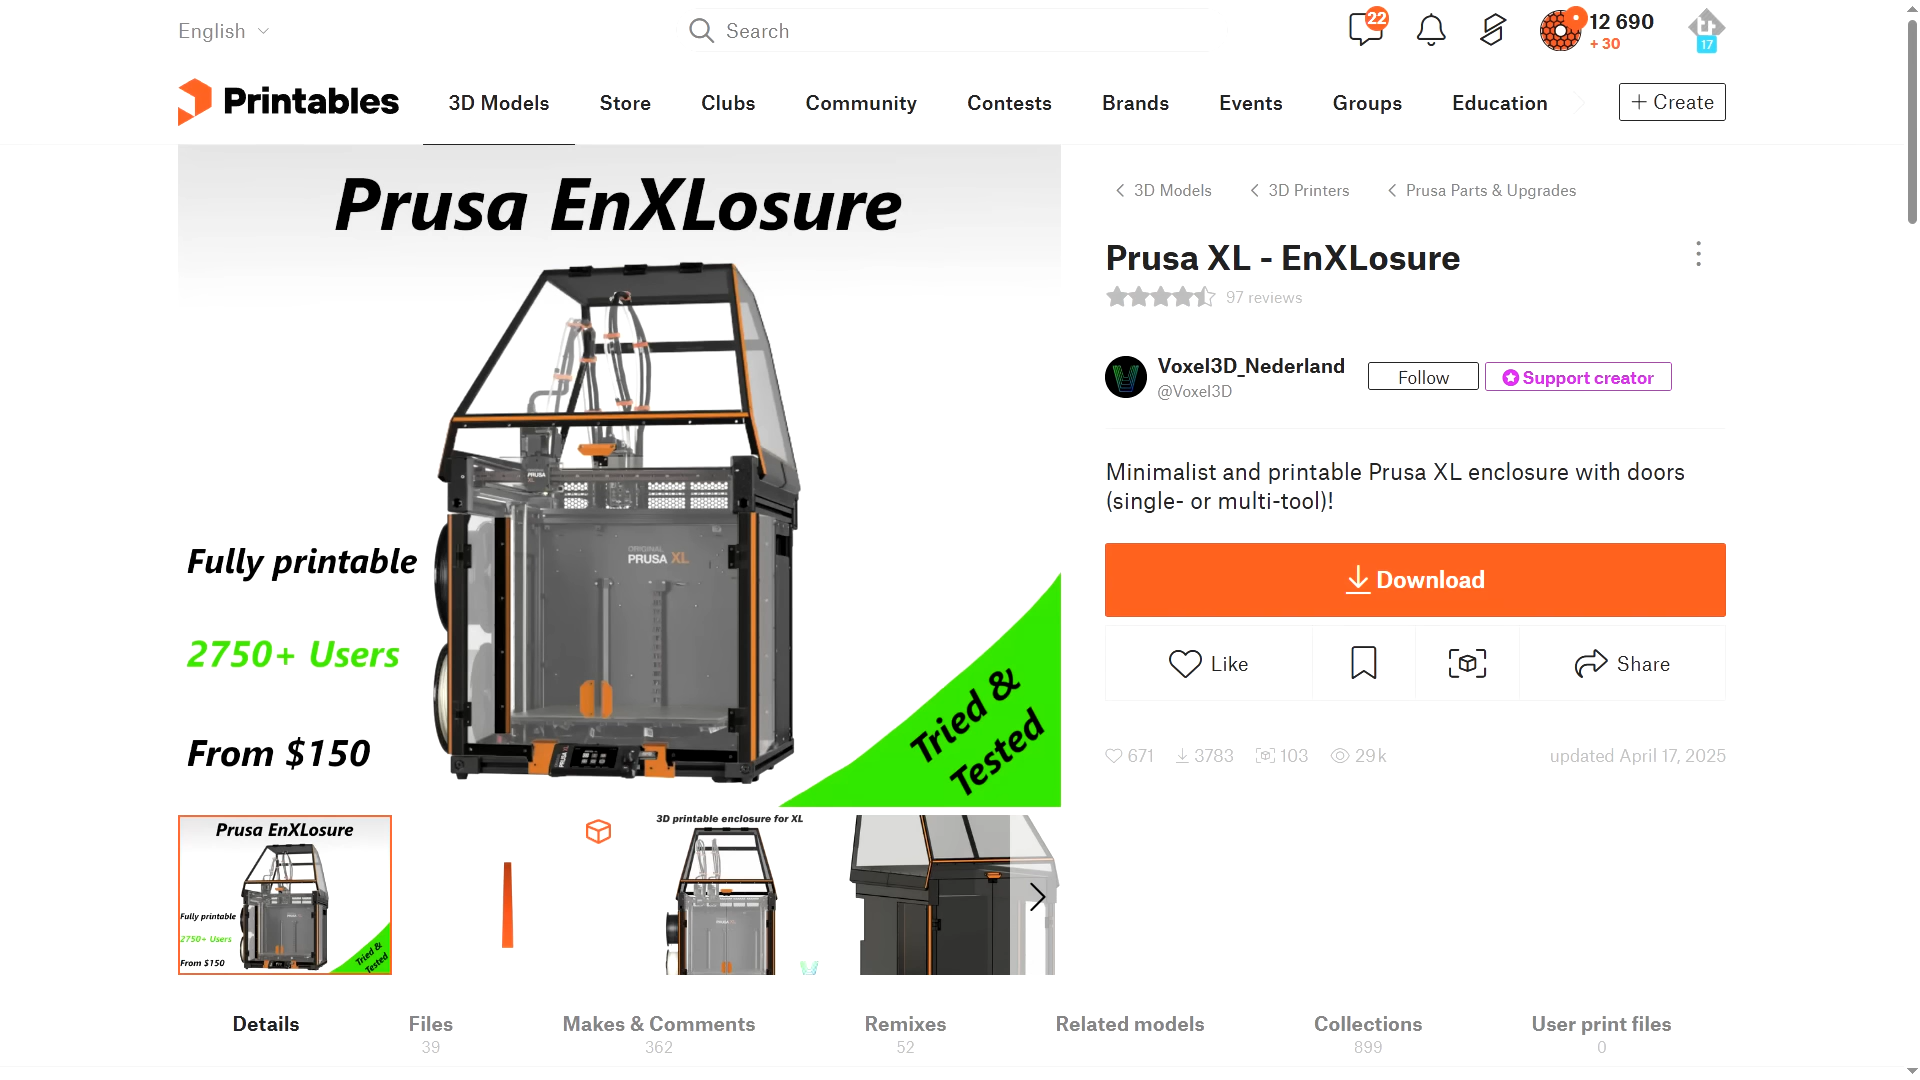 English
Search
22
12 690
+ 30
17
Printables
3D Models
Store
Clubs
Community
Contests
Brands
Events
Groups
Education
+ Create
Prusa EnXLosure
Fully printable
2750+ Users
From $150
ORIGINAL
PRUSA XL
Tried &
Tested
3D Models
3D Printers
Prusa Parts & Upgrades
Prusa XL - EnXLosure
97 reviews
Voxel3D_Nederland
@Voxel3D
Follow
Support creator
Minimalist and printable Prusa XL enclosure with doors
(single- or multi-tool)!
Download
Like
Share
671
3783
103
29k
updated April 17, 2025
Prusa EnXLosure
Fully printable
2750+ Users
From $150
Tried &
Tested
3D printable enclosure for XL
Details
Files
39
Makes & Comments
362
Remixes
52
Related models
Collections
899
User print files
0